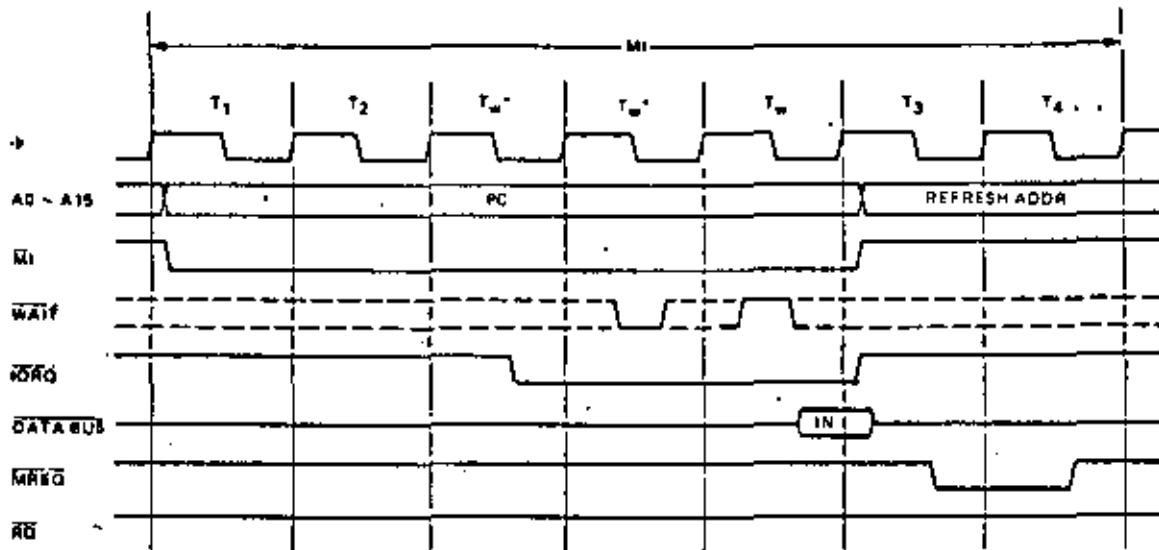 M1
T1 T2 Tw* Tw* Tw T3 T4 . . .
Φ
A0 ~ A15 PC REFRESH ADDR
M1
WAIT
IORQ
DATA BUS IN
MREQ
RD